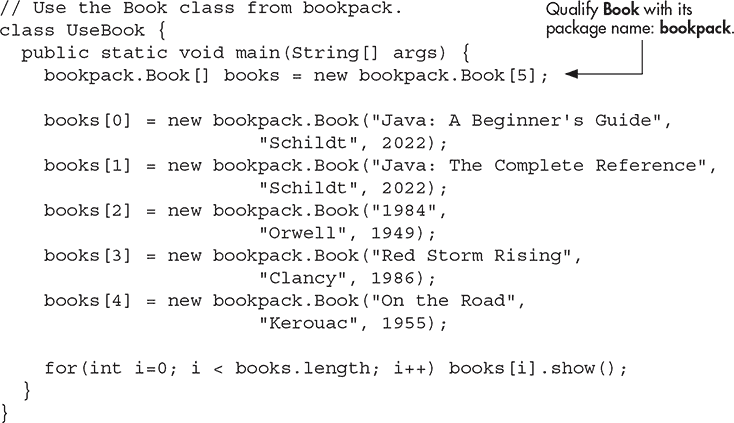 // Use the Book class from bookpack.
class UseBook {
  public static void main(String[] args) {
    bookpack.Book[] books = new bookpack.Book[5];
Qualify Book with its
package name: bookpack.

    books[0] = new bookpack.Book("Java: A Beginner's Guide",
                       "Schildt", 2022);
    books[1] = new bookpack.Book("Java: The Complete Reference",
                       "Schildt", 2022);
    books[2] = new bookpack.Book("1984",
                       "Orwell", 1949);
    books[3] = new bookpack.Book("Red Storm Rising",
                       "Clancy", 1986);
    books[4] = new bookpack.Book("On the Road",
                       "Kerouac", 1955);

    for(int i=0; i < books.length; i++) books[i].show();
  }
}